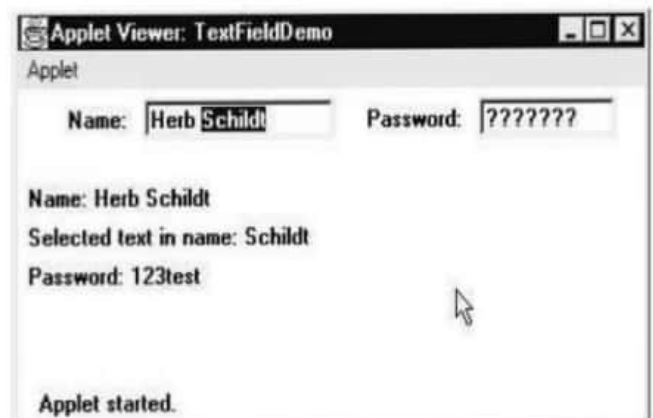 Applet Viewer: TextFieldDemo
Applet
Name: Herb Schildt Password: ???????
Name: Herb Schildt
Selected text in name: Schildt
Password: 123test
Applet started.